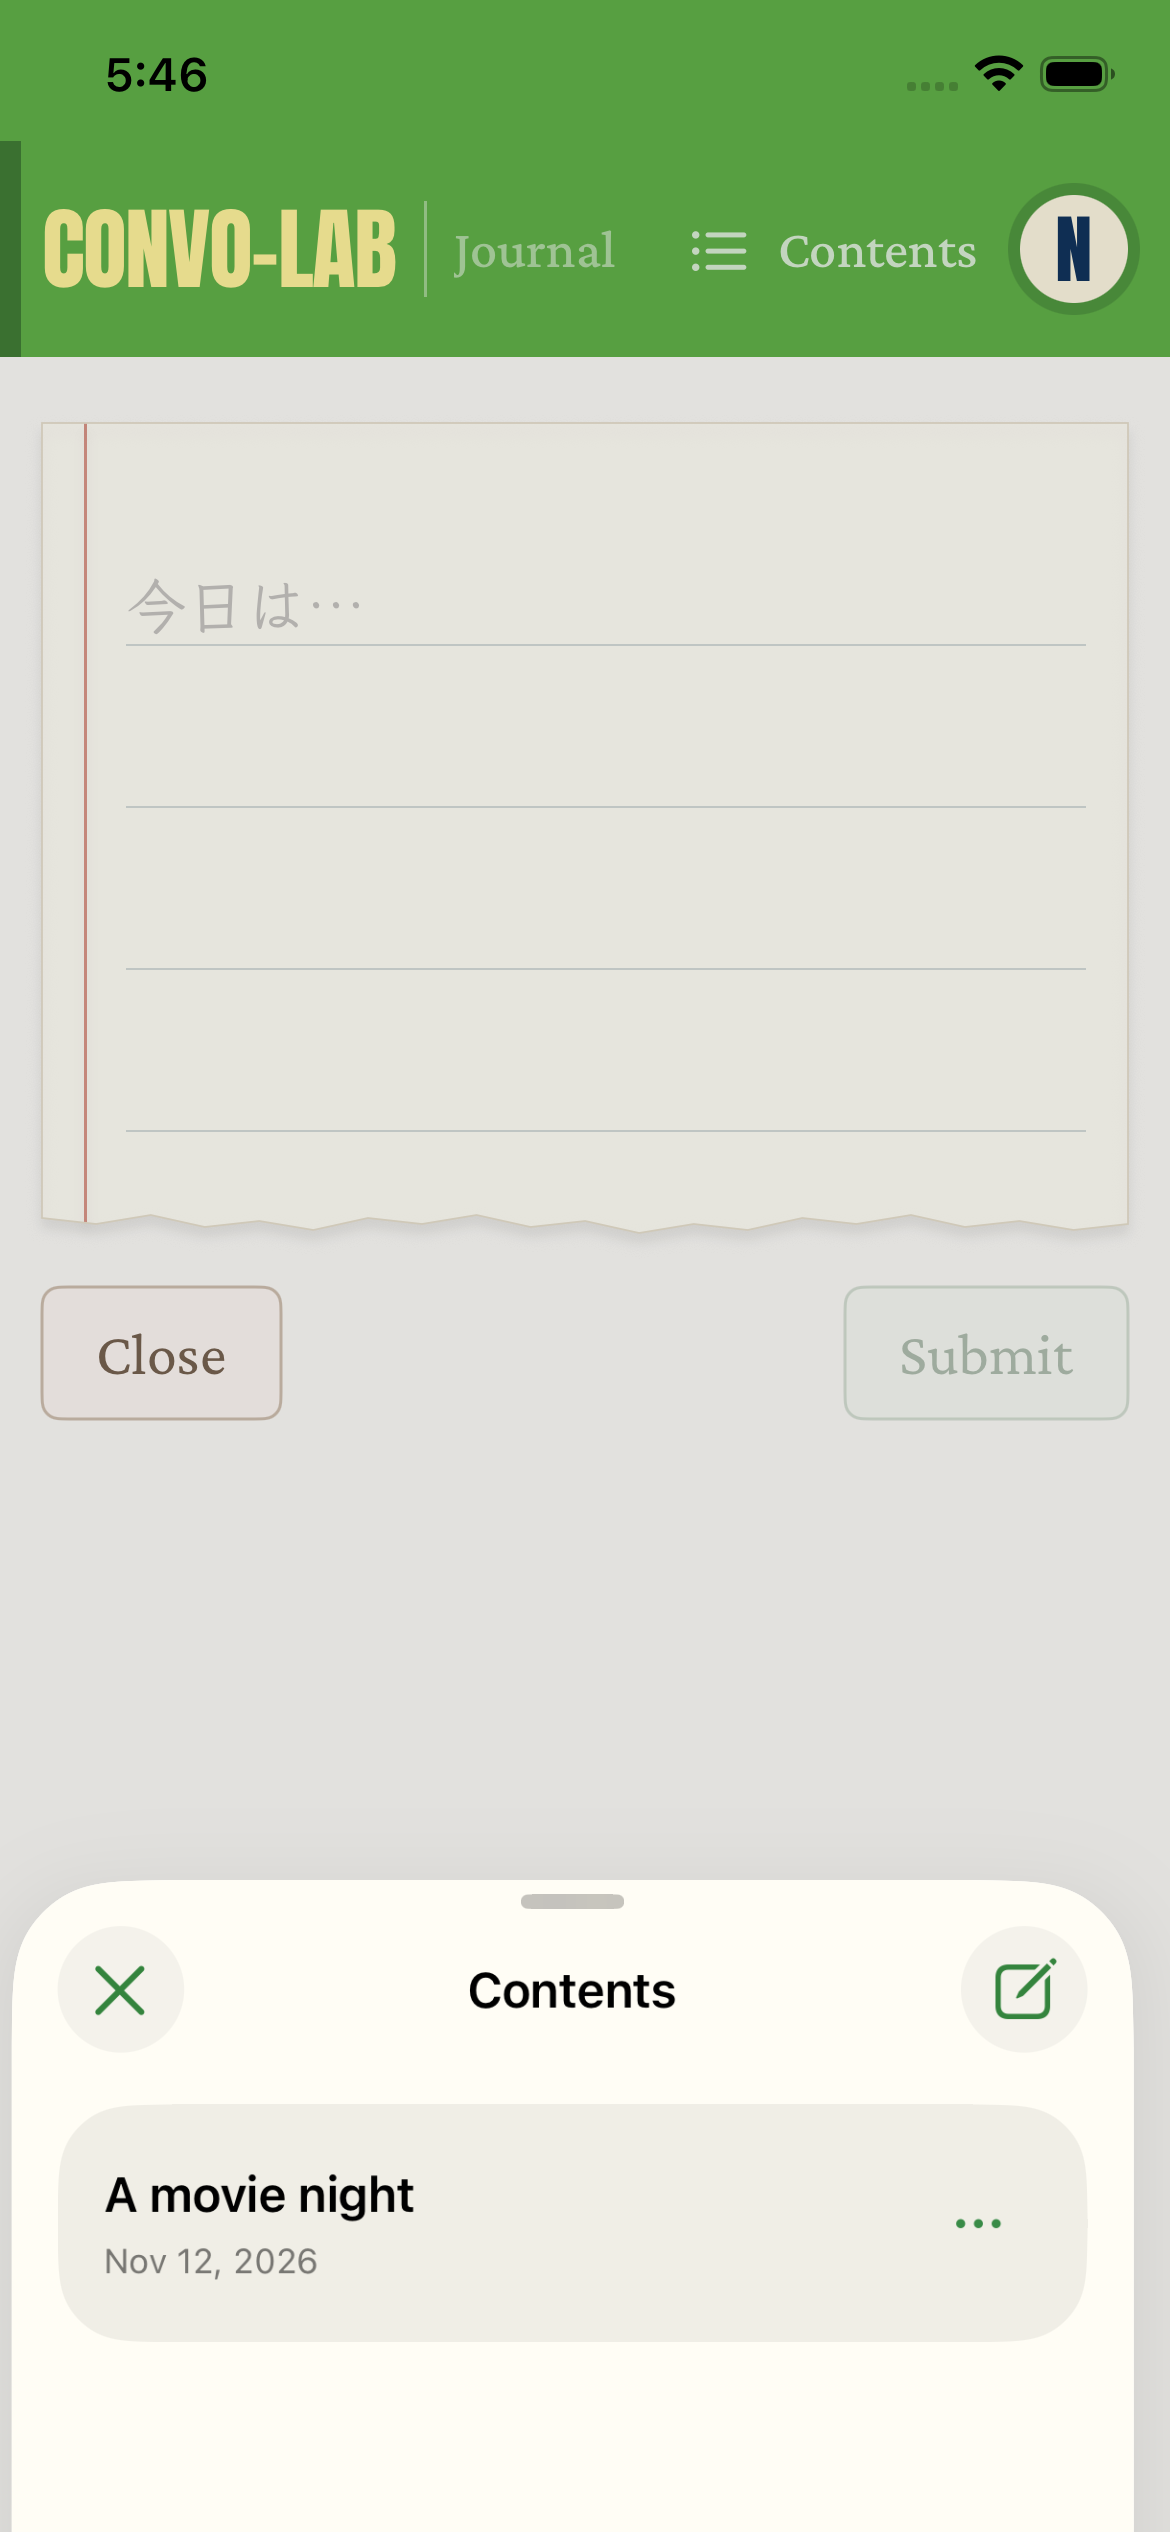 5:46
CONVO-LAB
Journal
Contents
N
今日は…
Close
Submit
Contents
A movie night
Nov 12, 2026